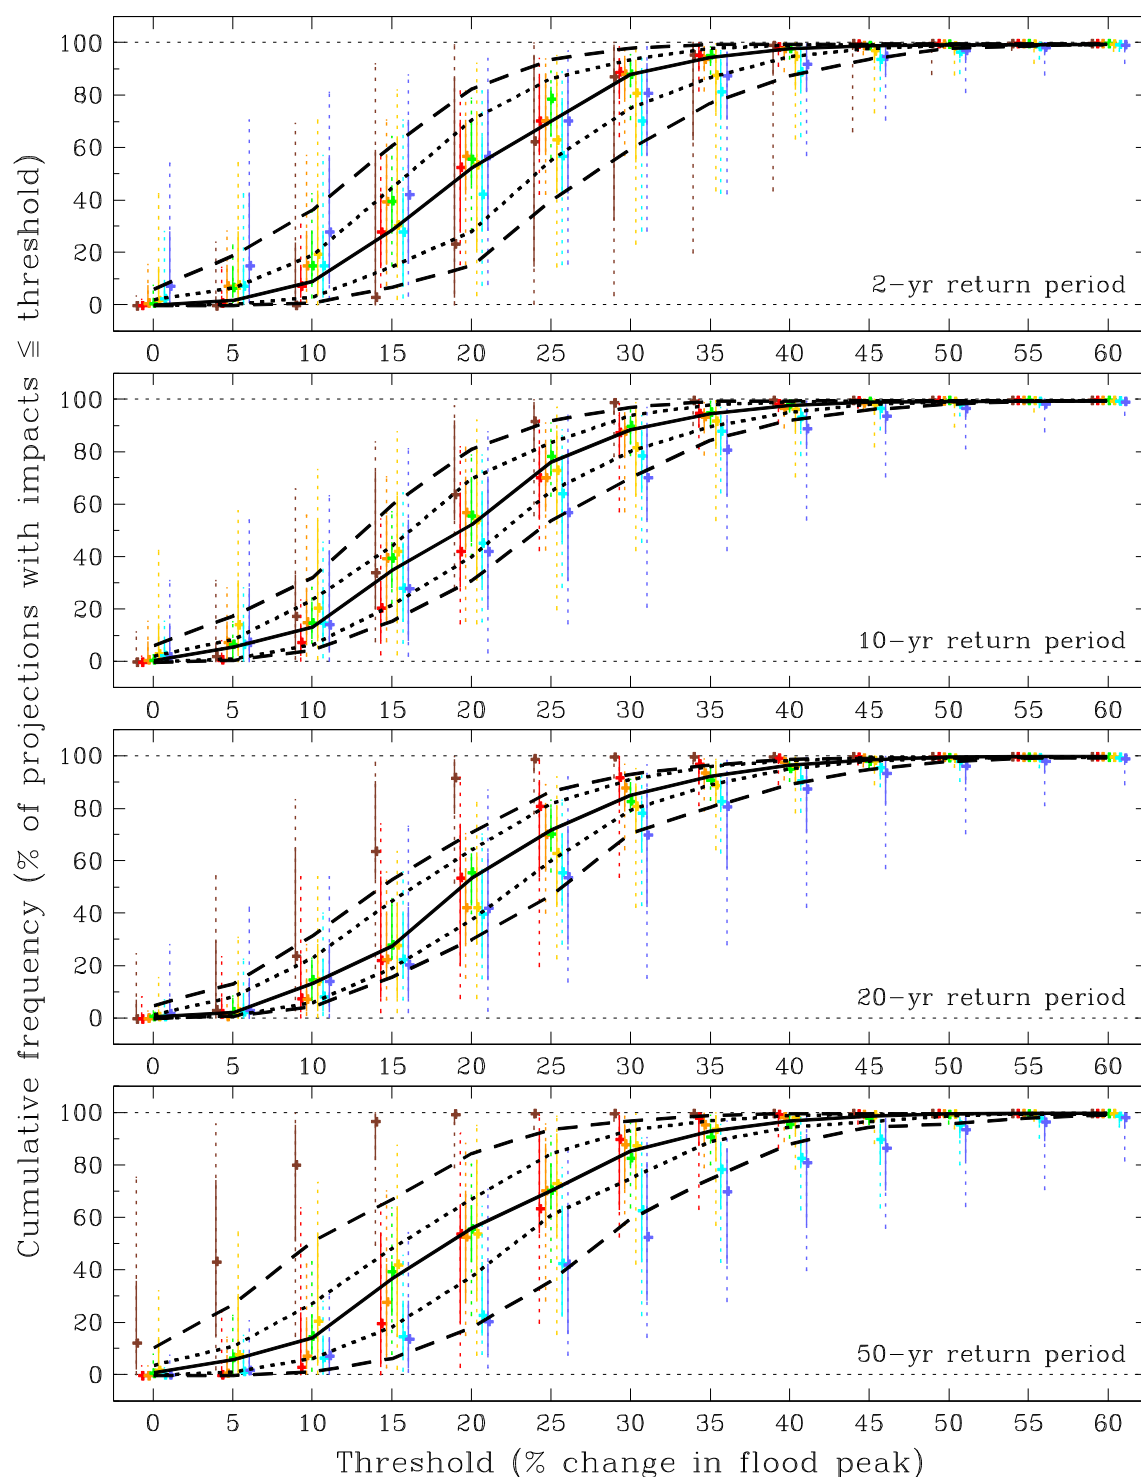 Cumulative frequency (% of projections with impacts ≦ threshold)
100
80
60
40
20
0
2-yr return period
0 5 10 15 20 25 30 35 40 45 50 55 60
100
80
60
40
20
0
10-yr return period
0 5 10 15 20 25 30 35 40 45 50 55 60
100
80
60
40
20
0
20-yr return period
0 5 10 15 20 25 30 35 40 45 50 55 60
100
80
60
40
20
0
50-yr return period
0 5 10 15 20 25 30 35 40 45 50 55 60
Threshold (% change in flood peak)